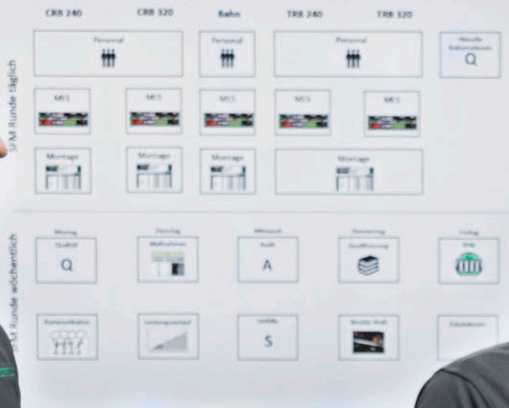 CRB 240 CRB 320 Bahn TRB 240 TRB 320
Personal Personal Personal Aktuelle
Q
SFM Runde täglich
MES MES MES MES MES
Montage Montage Montage Montage
SFM Runde wöchentlich
Montag Dienstag Mittwoch Donnerstag Freitag
Qualität Maßnahmen Audit Qualifizierung
Q A
Kommunikation Leistungsverlauf
S